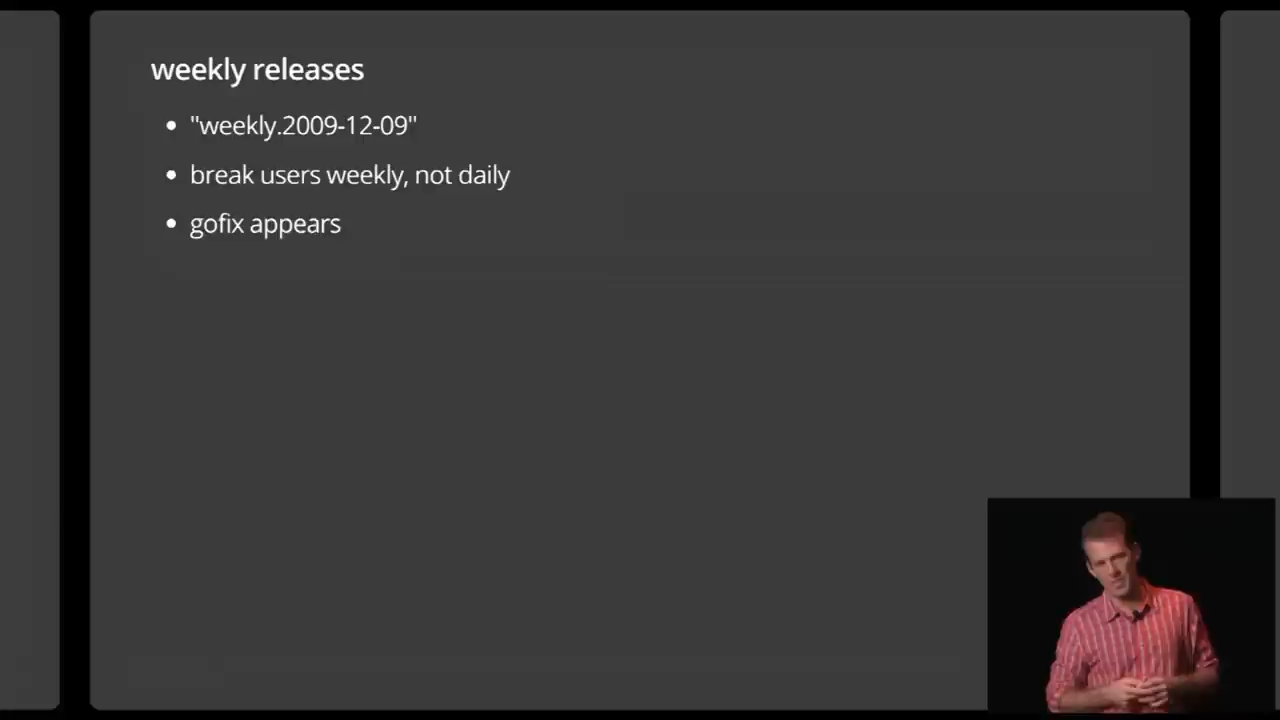 weekly releases
• "weekly.2009-12-09"
• break users weekly, not daily
• gofix appears